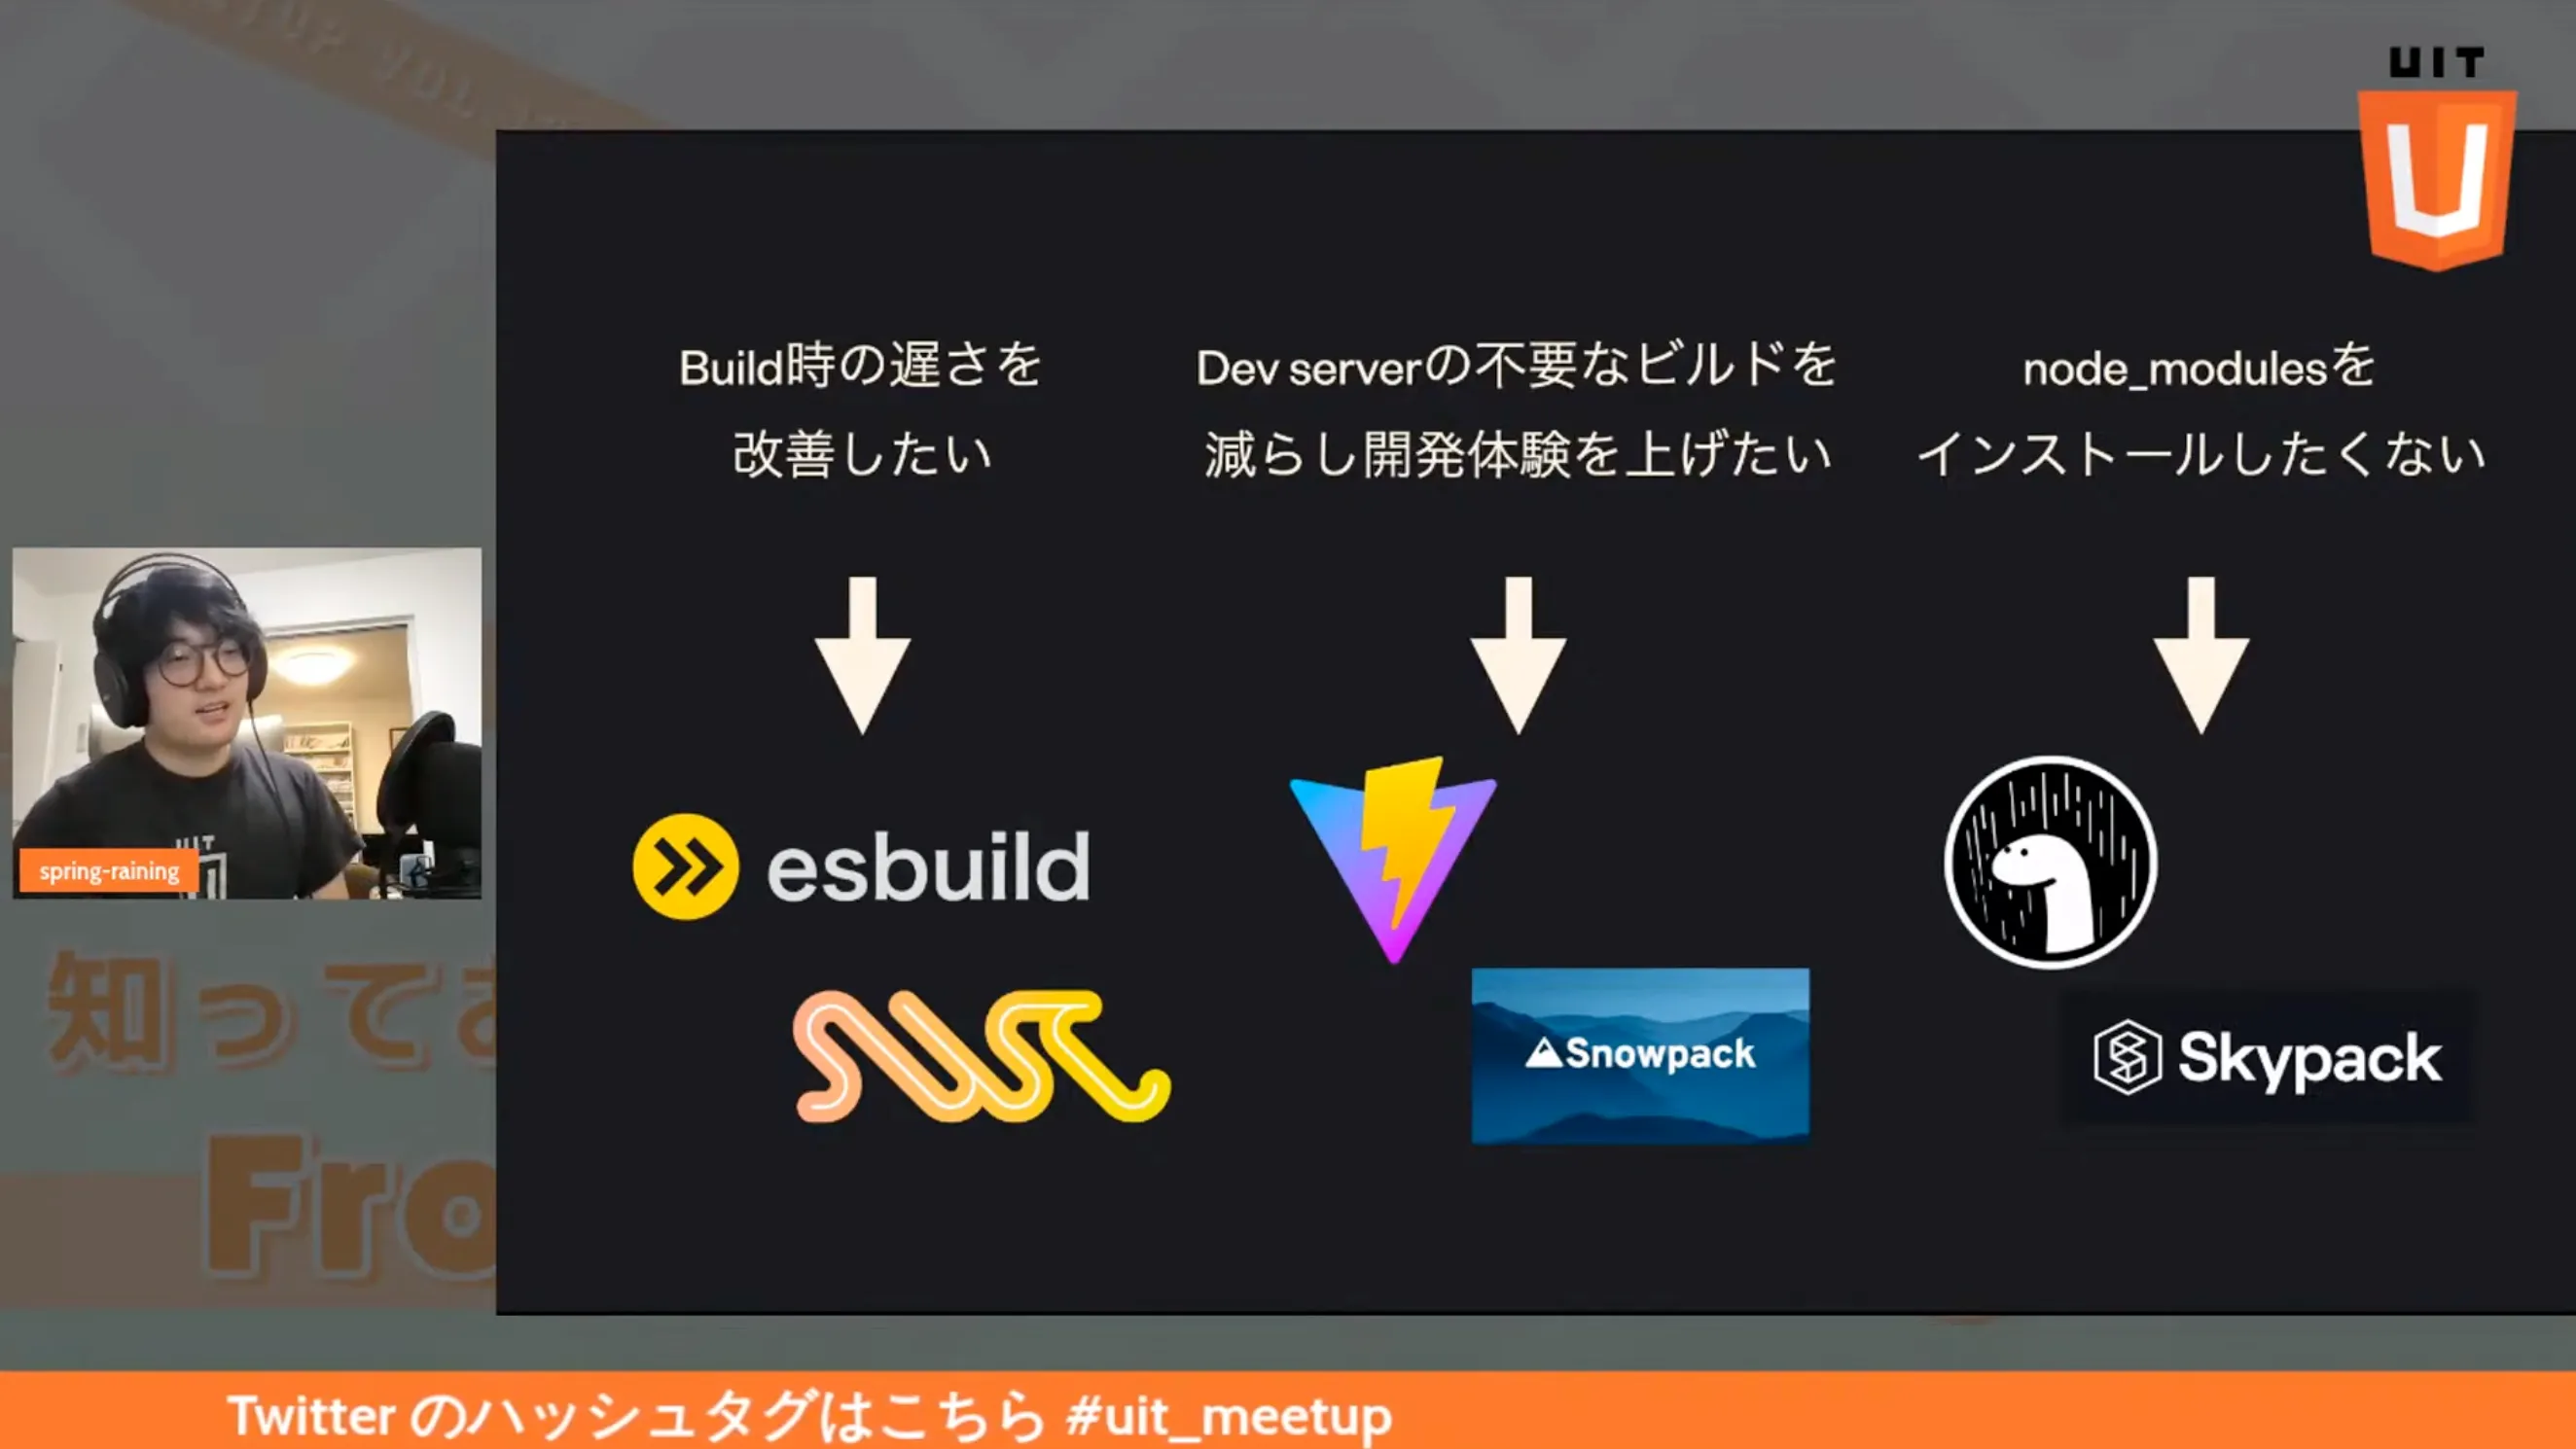 UIT
Build時の遅さを
改善したい
Dev serverの不要なビルドを
減らし開発体験を上げたい
node_modulesを
インストールしたくない
esbuild
SWC
Snowpack
Skypack
UIT
spring-raining
知って
Fro
Twitter のハッシュタグはこちら #uit_meetup